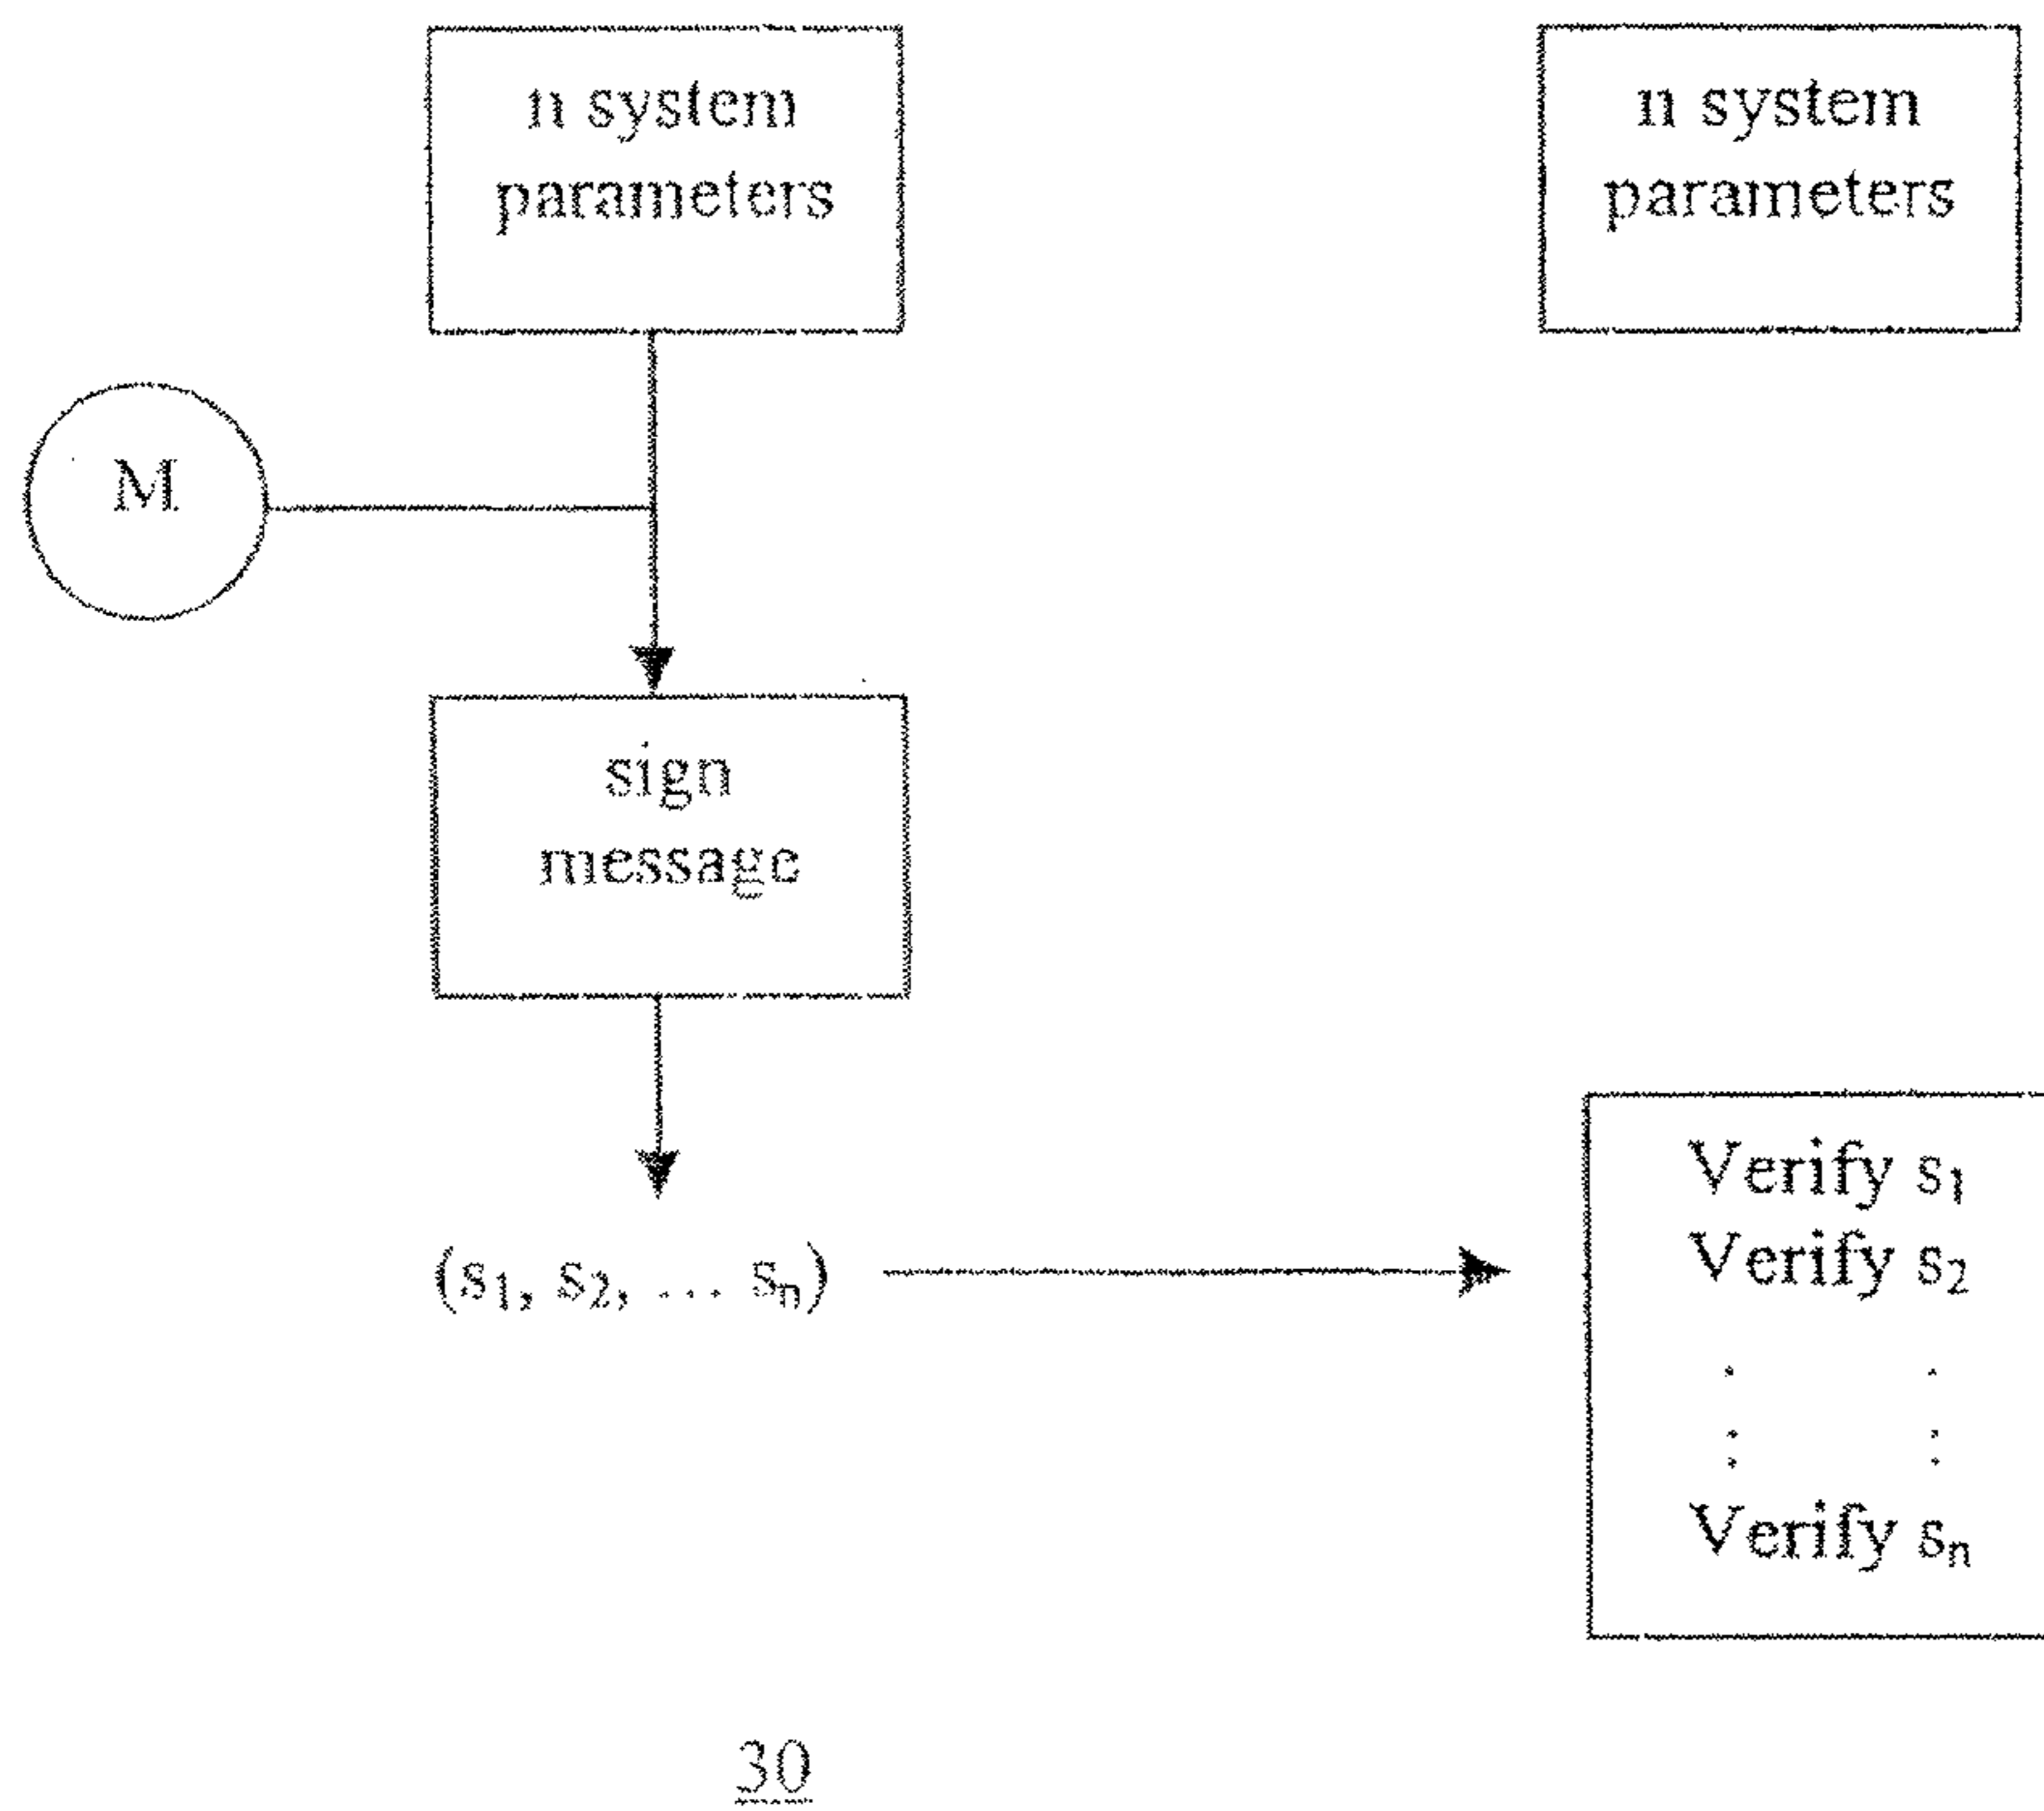 n system
parameters
n system
parameters
M
sign
message
(s₁, s₂, ... sₙ)
Verify s₁
Verify s₂
. .
. .
. .
Verify sₙ
30